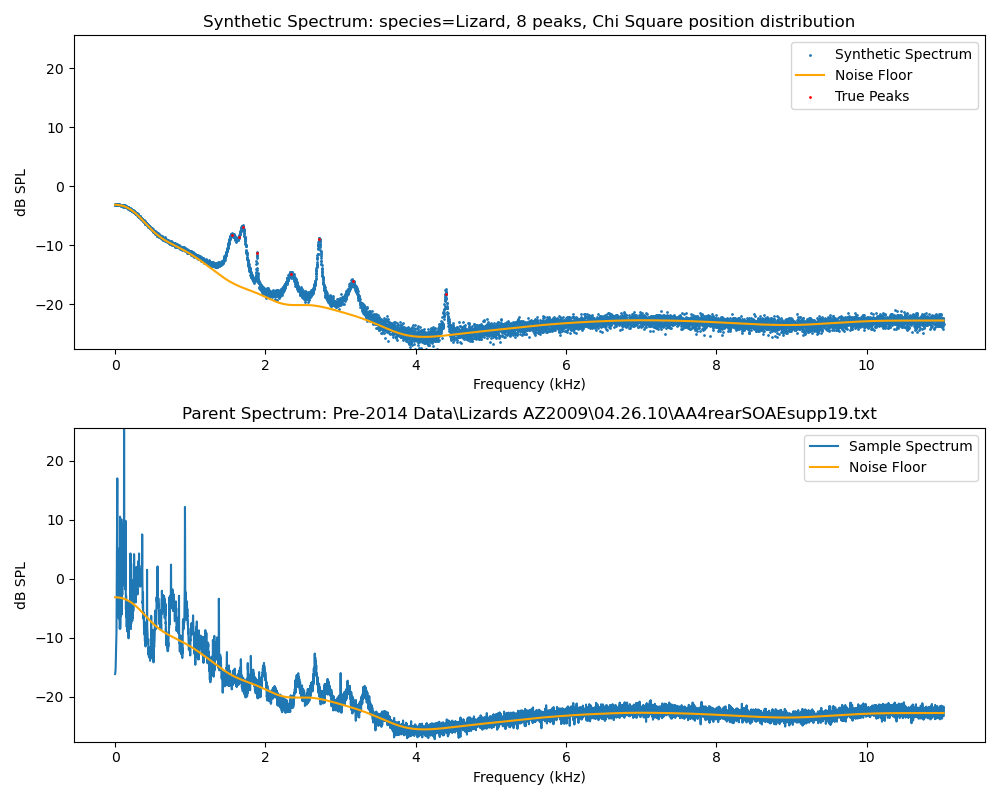 Synthetic Spectrum: species=Lizard, 8 peaks, Chi Square position distribution
Synthetic Spectrum
Noise Floor
True Peaks
dB SPL
20
10
0
−10
−20
0 2 4 6 8 10
Frequency (kHz)
Parent Spectrum: Pre-2014 Data\Lizards AZ2009\04.26.10\AA4rearSOAEsupp19.txt
Sample Spectrum
Noise Floor
dB SPL
20
10
0
−10
−20
0 2 4 6 8 10
Frequency (kHz)